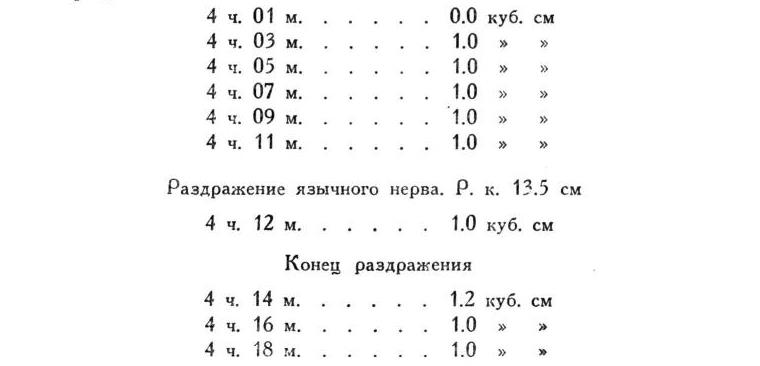 4 ч. 01 м. . . . . . 0.0 куб. см
4 ч. 03 м. . . . . . 1.0 » »
4 ч. 05 м. . . . . . 1.0 » »
4 ч. 07 м. . . . . . 1.0 » »
4 ч. 09 м. . . . . . 1.0 » »
4 ч. 11 м. . . . . . 1.0 » »
Раздражение язычного нерва. Р. к. 13.5 см
4 ч. 12 м. . . . . . 1.0 куб. см
Конец раздражения
4 ч. 14 м. . . . . . 1.2 куб. см
4 ч. 16 м. . . . . . 1.0 » »
4 ч. 18 м. . . . . . 1.0 » »